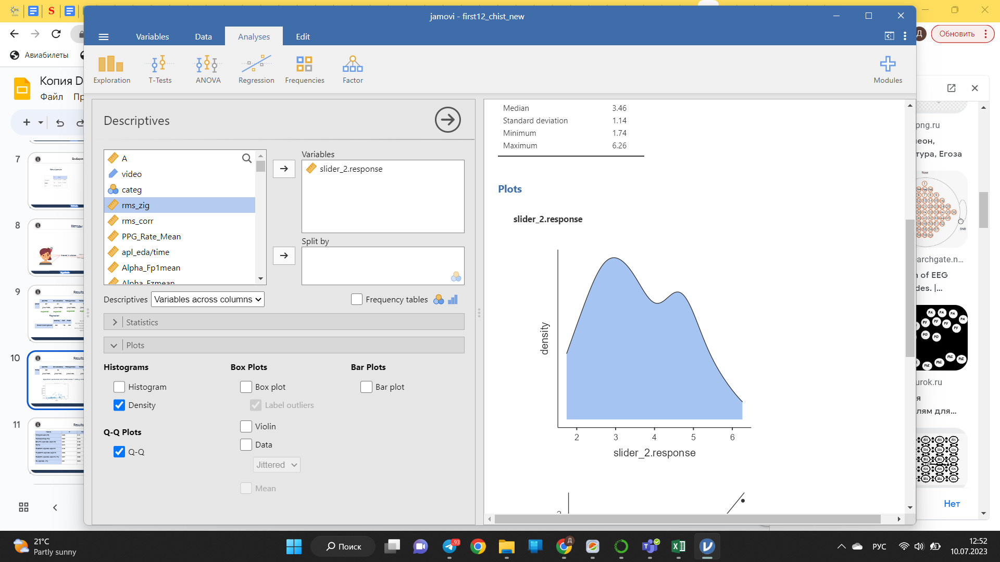 jamovi - first12_chist_new
Variables
Data
Analyses
Edit
Обновить
Д
Авиабилеты
Exploration
T-Tests
ANOVA
Regression
Frequencies
Factor
Modules
Копия D
Файл
7
8
9
10
11
Results
Descriptives
A
video
categ
rms_zig
rms_corr
PPG_Rate_Mean
apl_eda/time
Alpha_Fp1mean
Alpha_Fzmean
Variables
slider_2.response
Split by
Descriptives
Variables across columns
Frequency tables
Statistics
Plots
Histograms
Histogram
Density
Q-Q Plots
Q-Q
Box Plots
Box plot
Label outliers
Violin
Data
Jittered
Mean
Bar Plots
Bar plot
Median 3.46
Standard deviation 1.14
Minimum 1.74
Maximum 6.26
Plots
slider_2.response
density
2 3 4 5 6
slider_2.response
png.ru
тура, Егоза
archgate.n...
of EEG
des. |...
urok.ru
лям для...
Нет
21°C
Partly sunny
Поиск
..93
Д
РУС
12:52
10.07.2023